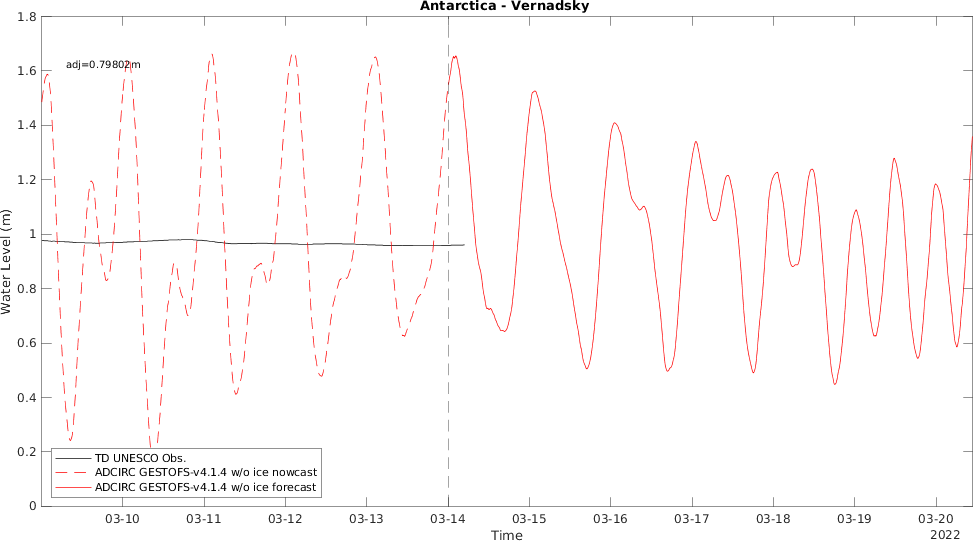 Antarctica - Vernadsky
1.8
1.6
1.4
1.2
1
0.8
0.6
0.4
0.2
0
Water Level (m)
adj=0.79802m
TD UNESCO Obs.
ADCIRC GESTOFS-v4.1.4 w/o ice nowcast
ADCIRC GESTOFS-v4.1.4 w/o ice forecast
03-10 03-11 03-12 03-13 03-14 03-15 03-16 03-17 03-18 03-19 03-20
Time
2022